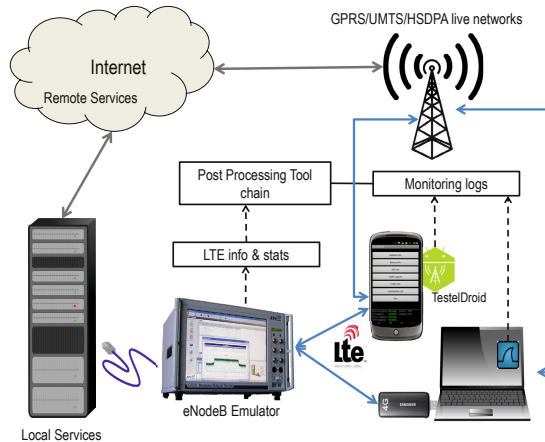 GPRS/UMTS/HSDPA live networks
Internet
Remote Services
Post Processing Tool
chain
Monitoring logs
LTE info & stats
TestelDroid
Lte
4G
SAMSUNG
eNodeB Emulator
Local Services